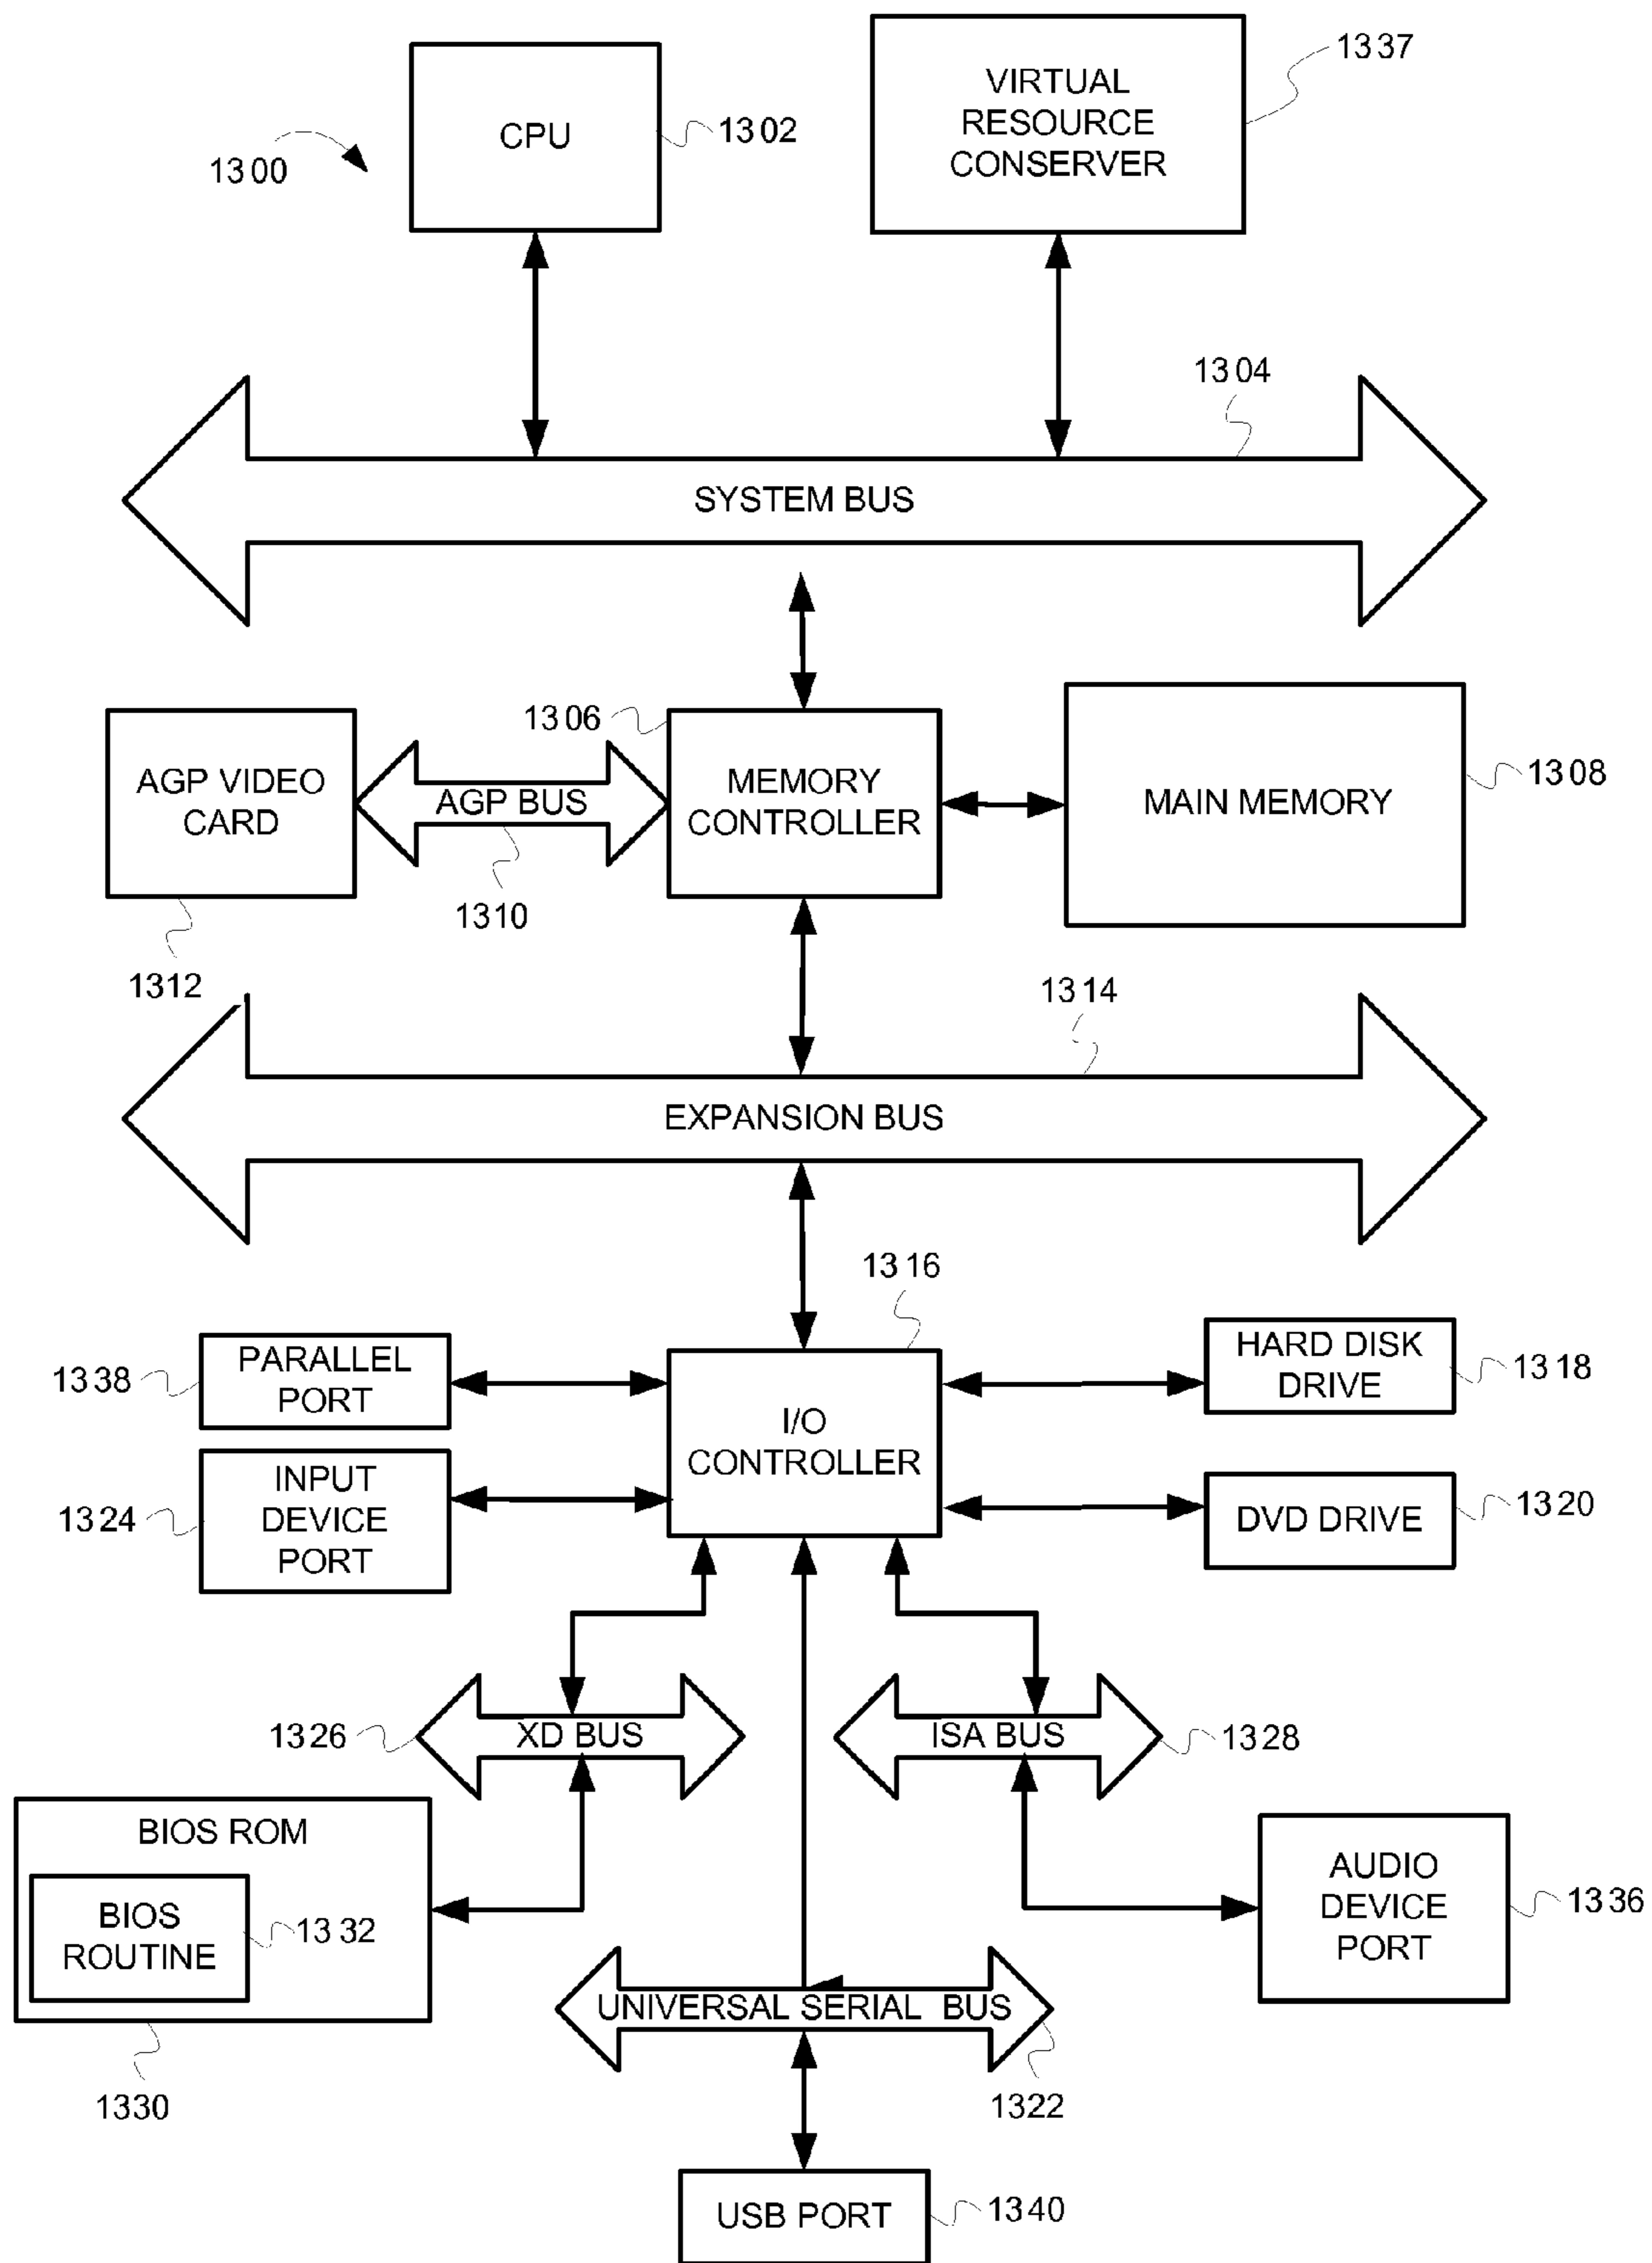 1300
CPU
1302
VIRTUAL
RESOURCE
CONSERVER
1337
1304
SYSTEM BUS
AGP VIDEO
CARD
1312
AGP BUS
1310
1306
MEMORY
CONTROLLER
MAIN MEMORY
1308
1314
EXPANSION BUS
1316
1338
PARALLEL
PORT
I/O
CONTROLLER
HARD DISK
DRIVE
1318
1324
INPUT
DEVICE
PORT
DVD DRIVE
1320
1326
XD BUS
ISA BUS
1328
BIOS ROM
BIOS
ROUTINE
1332
1330
AUDIO
DEVICE
PORT
1336
UNIVERSAL SERIAL BUS
1322
USB PORT
1340